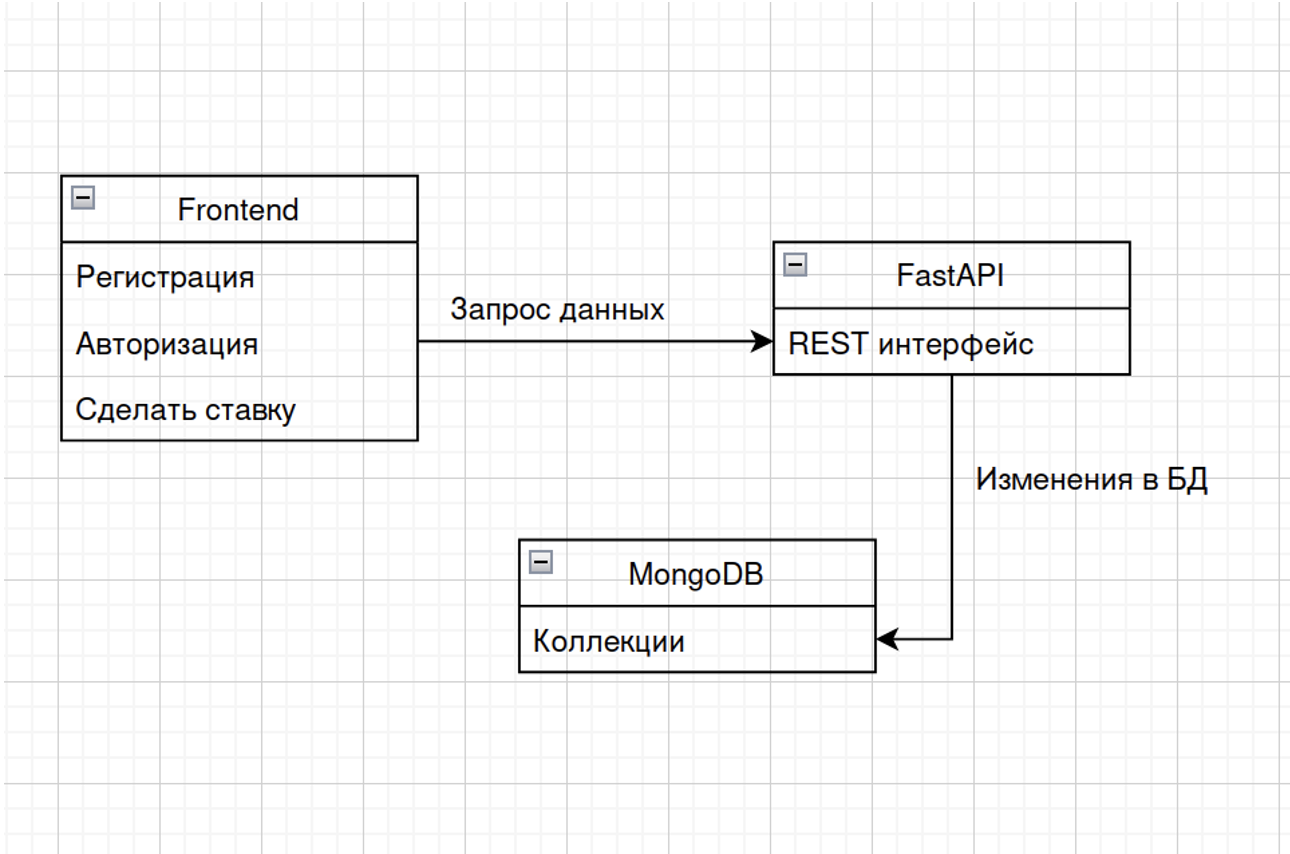 Frontend
Регистрация
Авторизация
Сделать ставку
Запрос данных
FastAPI
REST интерфейс
Изменения в БД
MongoDB
Коллекции